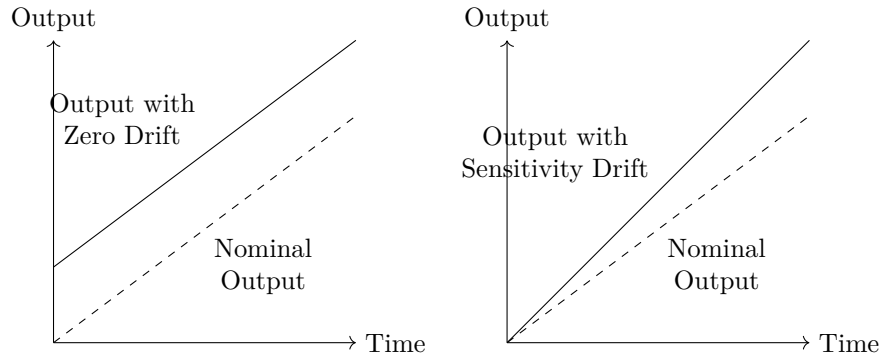 Output
Output with
Zero Drift
Nominal
Output
Time
Output
Output with
Sensitivity Drift
Nominal
Output
Time